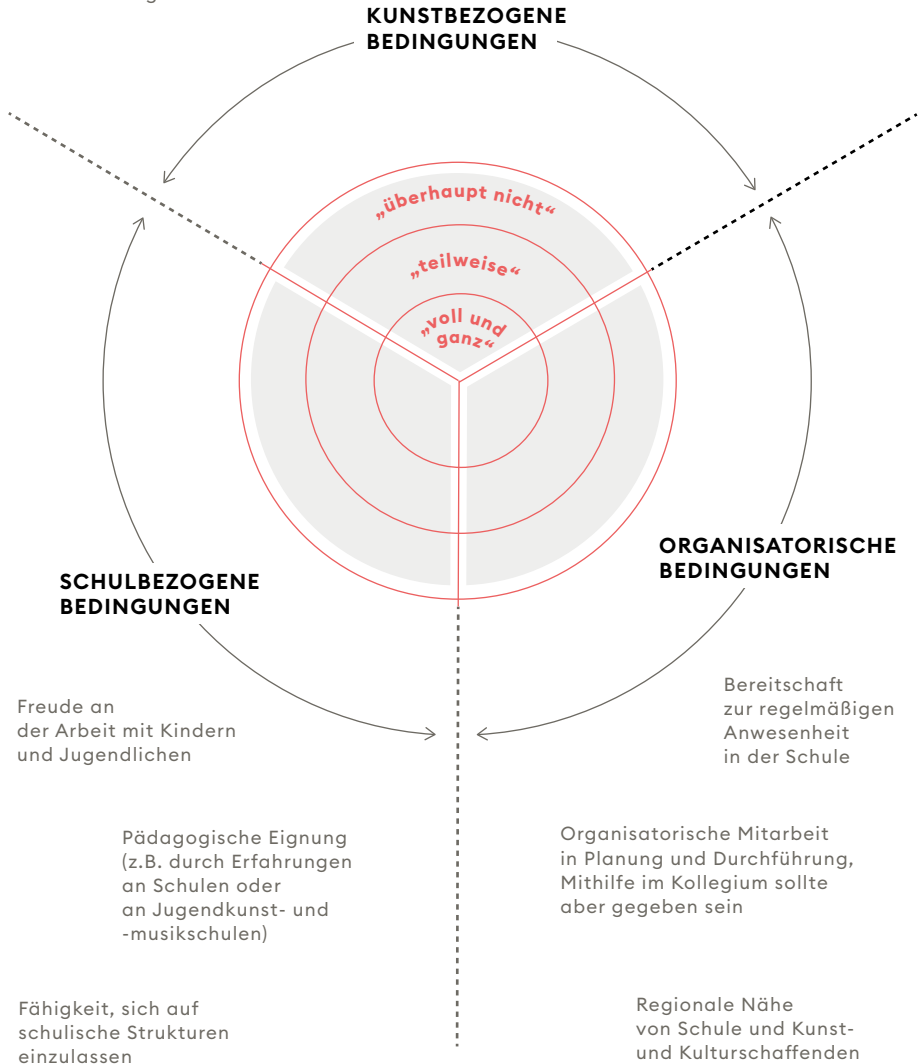 KUNSTBEZOGENE
BEDINGUNGEN
„überhaupt nicht“
„teilweise“
„voll und
ganz“
SCHULBEZOGENE
BEDINGUNGEN
ORGANISATORISCHE
BEDINGUNGEN
Freude an
der Arbeit mit Kindern
und Jugendlichen
Bereitschaft
zur regelmäßigen
Anwesenheit
in der Schule
Pädagogische Eignung
(z.B. durch Erfahrungen
an Schulen oder
an Jugendkunst- und
-musikschulen)
Organisatorische Mitarbeit
in Planung und Durchführung,
Mithilfe im Kollegium sollte
aber gegeben sein
Fähigkeit, sich auf
schulische Strukturen
einzulassen
Regionale Nähe
von Schule und Kunst-
und Kulturschaffenden